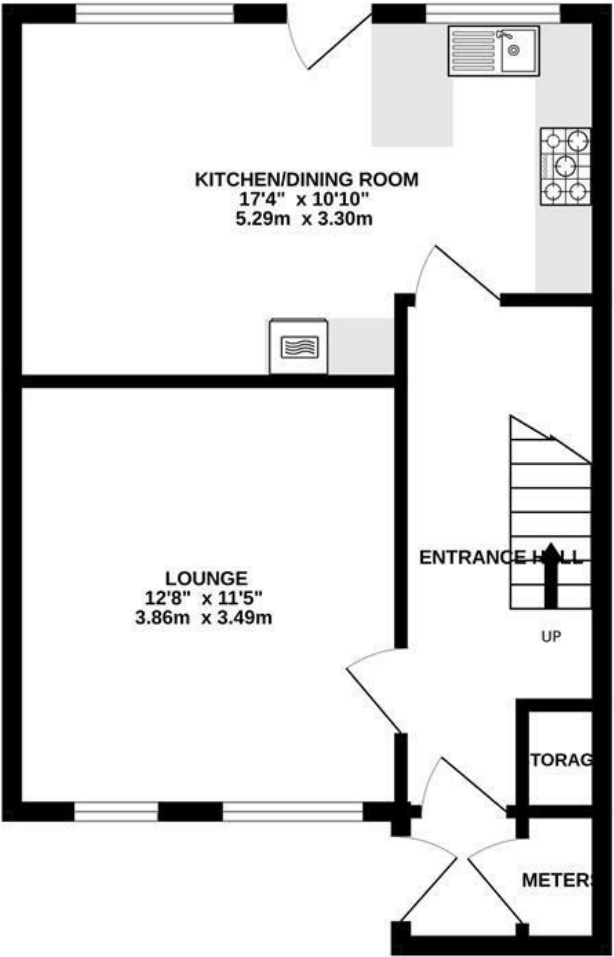 KITCHEN/DINING ROOM
17'4" x 10'10"
5.29m x 3.30m
ENTRANCE HALL
LOUNGE
12'8" x 11'5"
3.86m x 3.49m
UP
TORAG
METERS